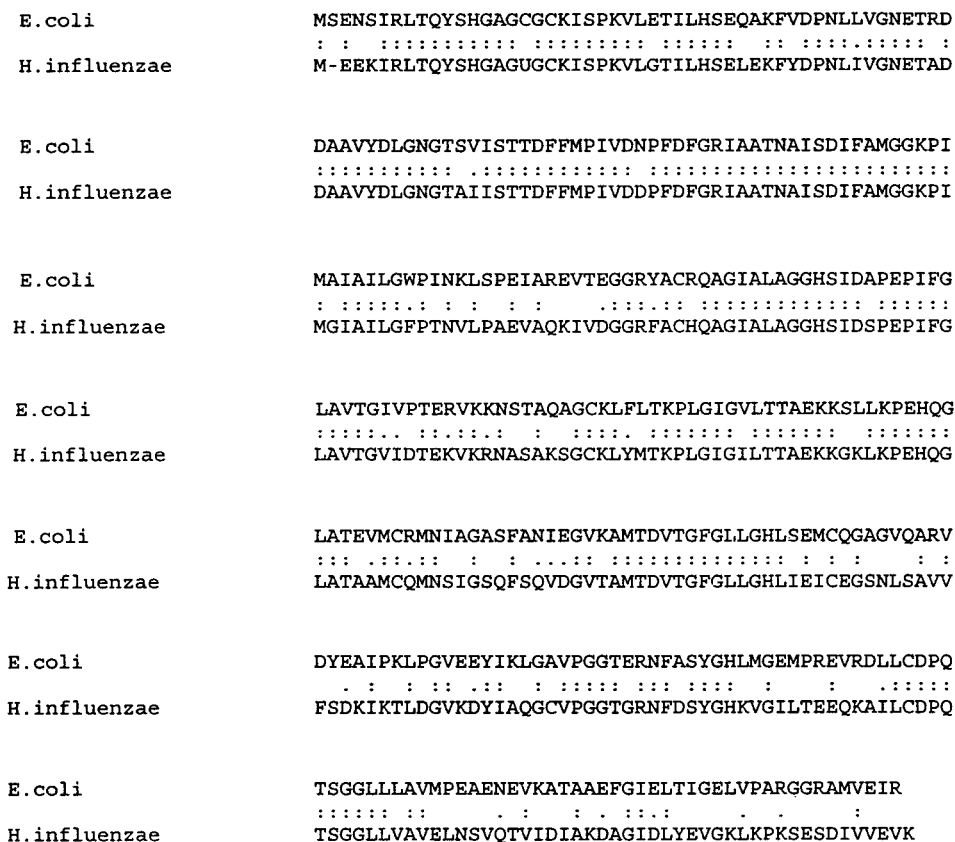 E.coli MSENSIRLTQYSHGAGCGCKISPKVLETILHSEQAKFVDPNLLVGNETRD
: : ::::::::::: ::::::::: :::::: :: ::::.::::: :
H.influenzae M-EEKIRLTQYSHGAGUGCKISPKVLGTILHSELEKFYDPNLIVGNETAD
E.coli DAAVYDLGNGTSVISTTDFFMPIVDNPFDFGRIAATNAISDIFAMGGKPI
::::::::::: .:::::::::::: ::::::::::::::::::::::::
H.influenzae DAAVYDLGNGTAIISTTDFFMPIVDDPFDFGRIAATNAISDIFAMGGKPI
E.coli MAIAILGWPINKLSPEIAREVTEGGRYACRQAGIALAGGHSIDAPEPIFG
: :::::.: : : : : .:::.:: ::::::::::::: ::::::
H.influenzae MGIAILGFPTNVLPAEVAQKIVDGGRFACHQAGIALAGGHSIDSPEPIFG
E.coli LAVTGIVPTERVKKNSTAQAGCKLFLTKPLGIGVLTTAEKKSLLKPEHQG
:::::.. ::.::.: : ::::. :::::::.::::::: :::::::
H.influenzae LAVTGVIDTEKVKRNASAKSGCKLYMTKPLGIGILTTAEKKGKLKPEHQG
E.coli LATEVMCRMNIAGASFANIEGVKAMTDVTGFGLLGHLSEMCQGAGVQARV
::: ::.:: : : ...:: ::::::::::::::: : : : :
H.influenzae LATAAMCQMNSIGSQFSQVDGVTAMTDVTGFGLLGHLIEICEGSNLSAVV
E.coli DYEAIPKLPGVEEYIKLGAVPGGTERNFASYGHLMGEMPREVRDLLCDPQ
. : : :: .:: : ::::: ::: :::: : : .:::::
H.influenzae FSDKIKTLDGVKDYIAQGCVPGGTGRNFDSYGHKVGILTEEQKAILCDPQ
E.coli TSGGLLLAVMPEAENEVKATAAEFGIELTIGELVPARGGRAMVEIR
:::::: :: : : .::.: . . :
H.influenzae TSGGLLVAVELNSVQTVIDIAKDAGIDLYEVGKLKPKSESDIVVEVK